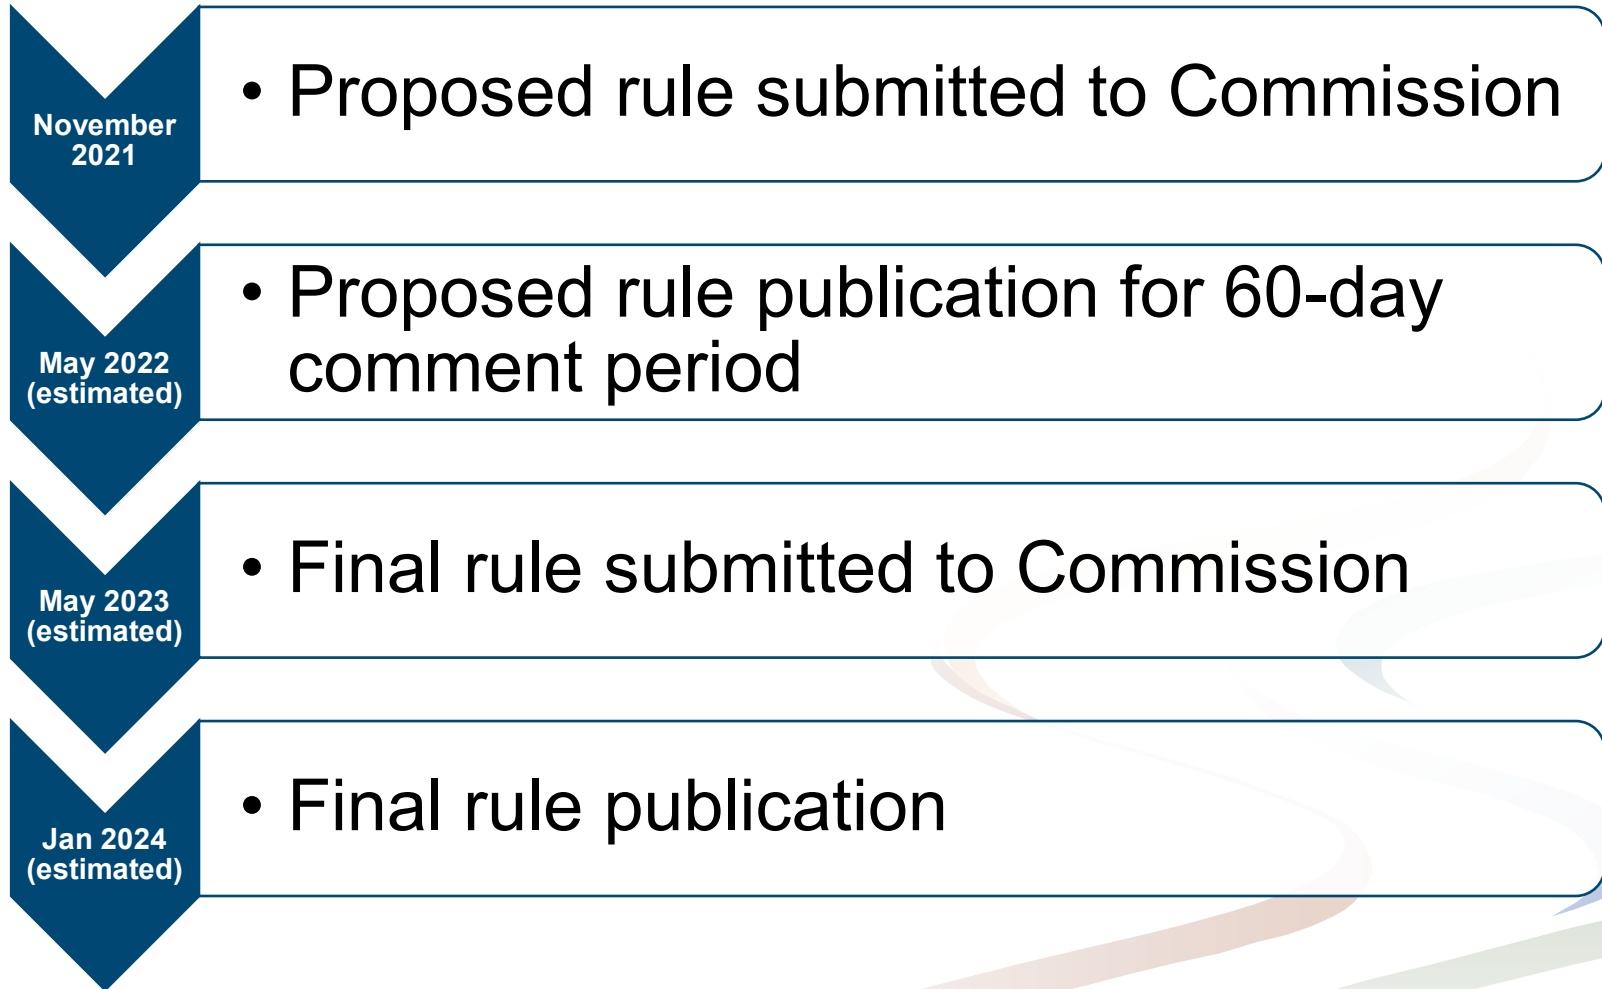 November
2021
• Proposed rule submitted to Commission
May 2022
(estimated)
• Proposed rule publication for 60-day
comment period
May 2023
(estimated)
• Final rule submitted to Commission
Jan 2024
(estimated)
• Final rule publication